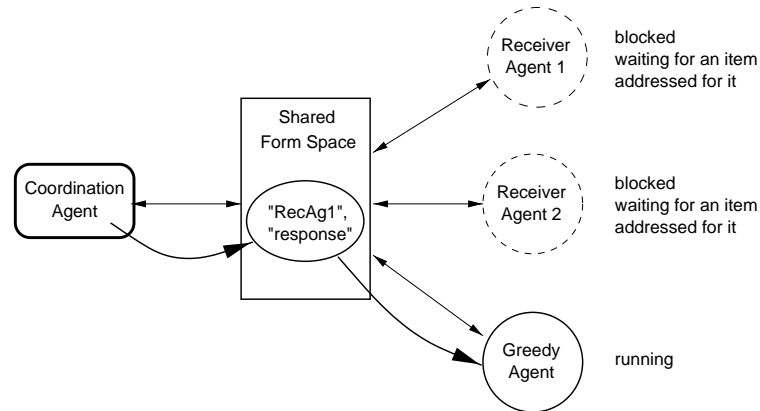 Shared
Form Space
Coordination
Agent
"RecAg1",
"response"
Receiver
Agent 1
blocked
waiting for an item
addressed for it
Receiver
Agent 2
blocked
waiting for an item
addressed for it
Greedy
Agent
running